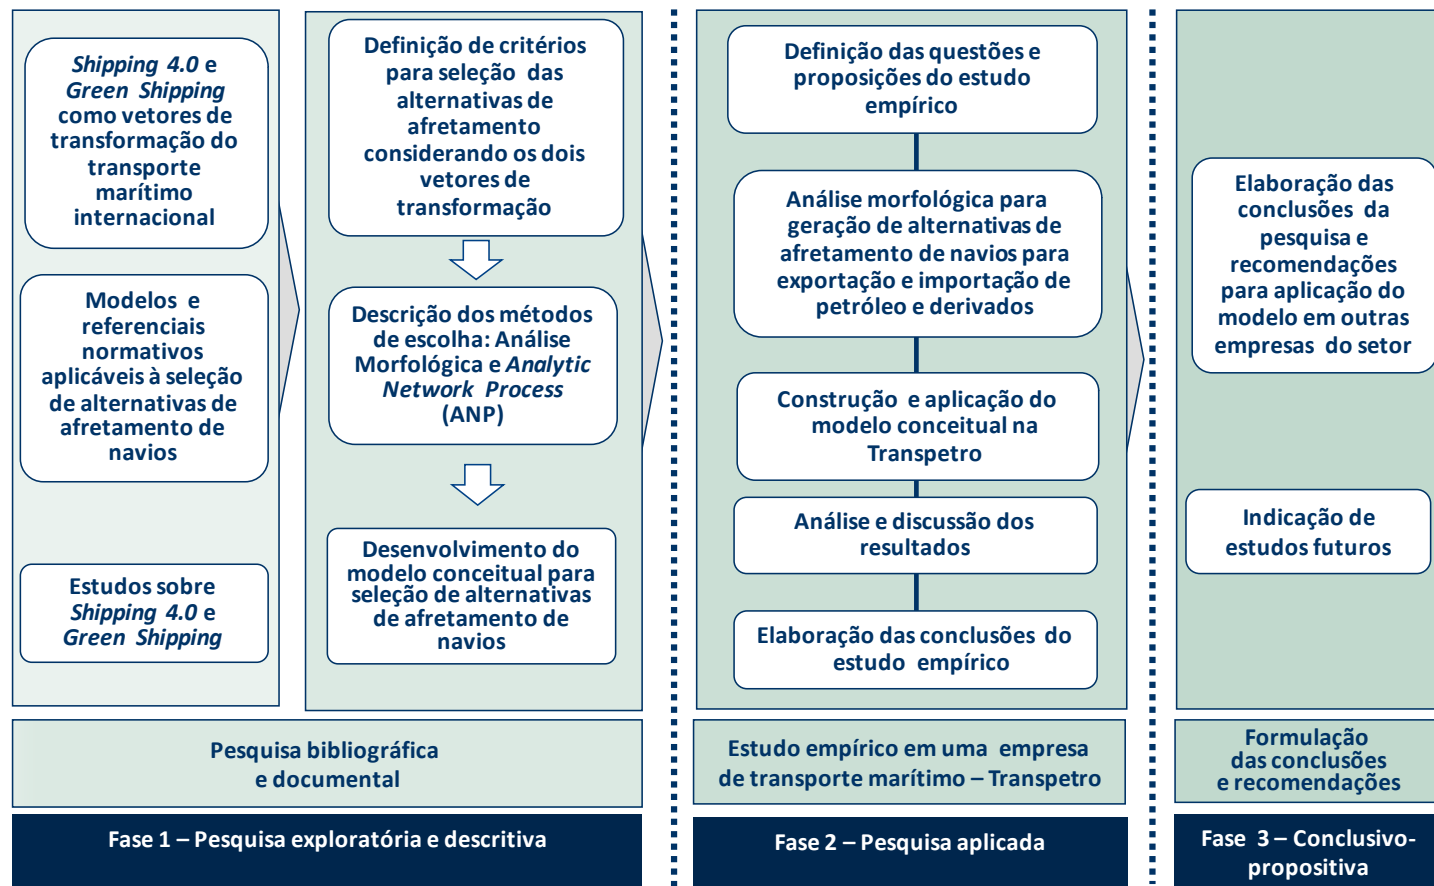 Shipping 4.0 e
Green Shipping
como vetores de
transformação do
transporte
marítimo
internacional
Modelos e
referenciais
normativos
aplicáveis à seleção
de alternativas de
afretamento de
navios
Estudos sobre
Shipping 4.0 e
Green Shipping
Definição de critérios
para seleção das
alternativas de
afretamento
considerando os dois
vetores de
transformação
Descrição dos métodos
de escolha: Análise
Morfológica e Analytic
Network Process
(ANP)
Desenvolvimento do
modelo conceitual para
seleção de alternativas
de afretamento de
navios
Pesquisa bibliográfica
e documental
Fase 1 – Pesquisa exploratória e descritiva
Definição das questões e
proposições do estudo
empírico
Análise morfológica para
geração de alternativas de
afretamento de navios para
exportação e importação de
petróleo e derivados
Construção e aplicação do
modelo conceitual na
Transpetro
Análise e discussão dos
resultados
Elaboração das conclusões do
estudo empírico
Estudo empírico em uma empresa
de transporte marítimo – Transpetro
Fase 2 – Pesquisa aplicada
Elaboração das
conclusões da
pesquisa e
recomendações
para aplicação do
modelo em outras
empresas do setor
Indicação de
estudos futuros
Formulação
das conclusões
e recomendações
Fase 3 – Conclusivo-
propositiva